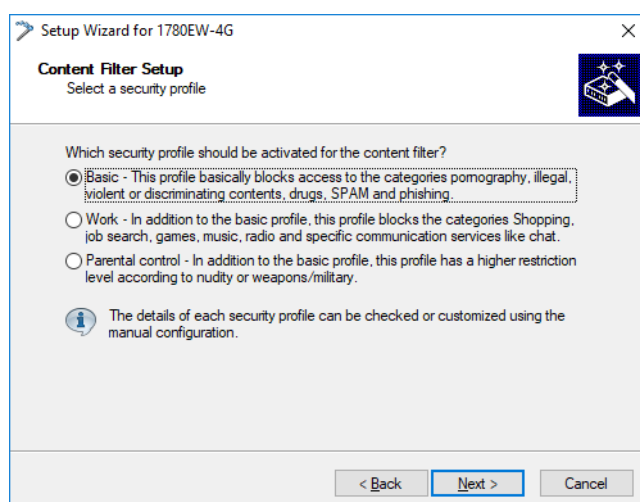 Setup Wizard for 1780EW-4G
Content Filter Setup
Select a security profile
Which security profile should be activated for the content filter?
Basic - This profile basically blocks access to the categories pornography, illegal,
violent or discriminating contents, drugs, SPAM and phishing.
Work - In addition to the basic profile, this profile blocks the categories Shopping,
job search, games, music, radio and specific communication services like chat.
Parental control - In addition to the basic profile, this profile has a higher restriction
level according to nudity or weapons/military.
The details of each security profile can be checked or customized using the
manual configuration.
< Back
Next >
Cancel